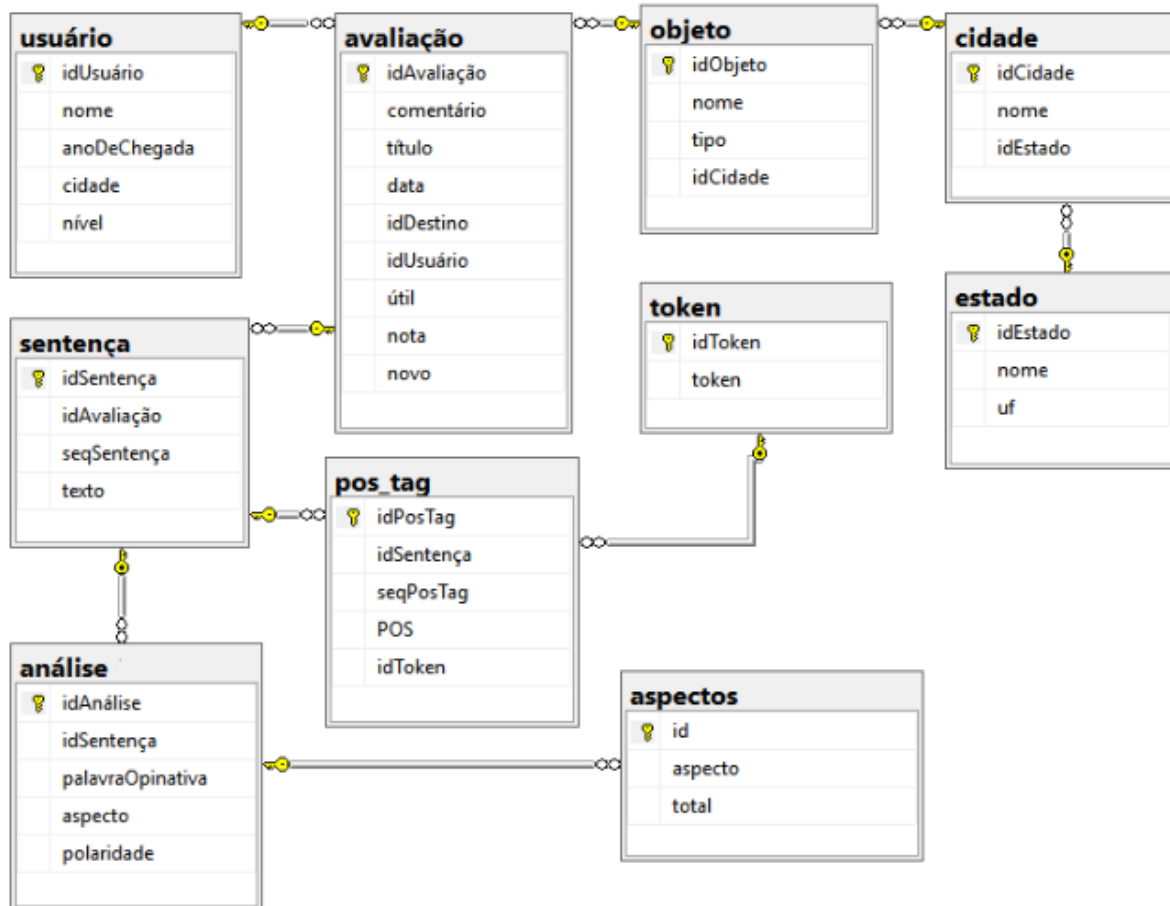 usuário
idUsuário
nome
anoDeChegada
cidade
nível
avaliação
idAvaliação
comentário
título
data
idDestino
idUsuário
útil
nota
novo
objeto
idObjeto
nome
tipo
idCidade
cidade
idCidade
nome
idEstado
estado
idEstado
nome
uf
token
idToken
token
sentença
idSentença
idAvaliação
seqSentença
texto
pos_tag
idPosTag
idSentença
seqPosTag
POS
idToken
análise
idAnálise
idSentença
palavraOpinativa
aspecto
polaridade
aspectos
id
aspecto
total